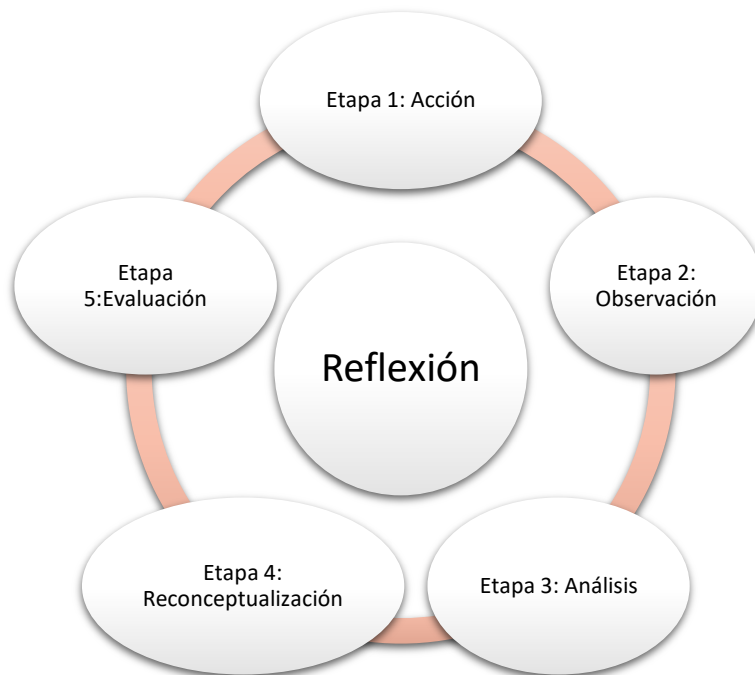 Etapa 1: Acción
Etapa 2:
Observación
Etapa 3: Análisis
Etapa 4:
Reconceptualización
Etapa
5:Evaluación
Reflexión